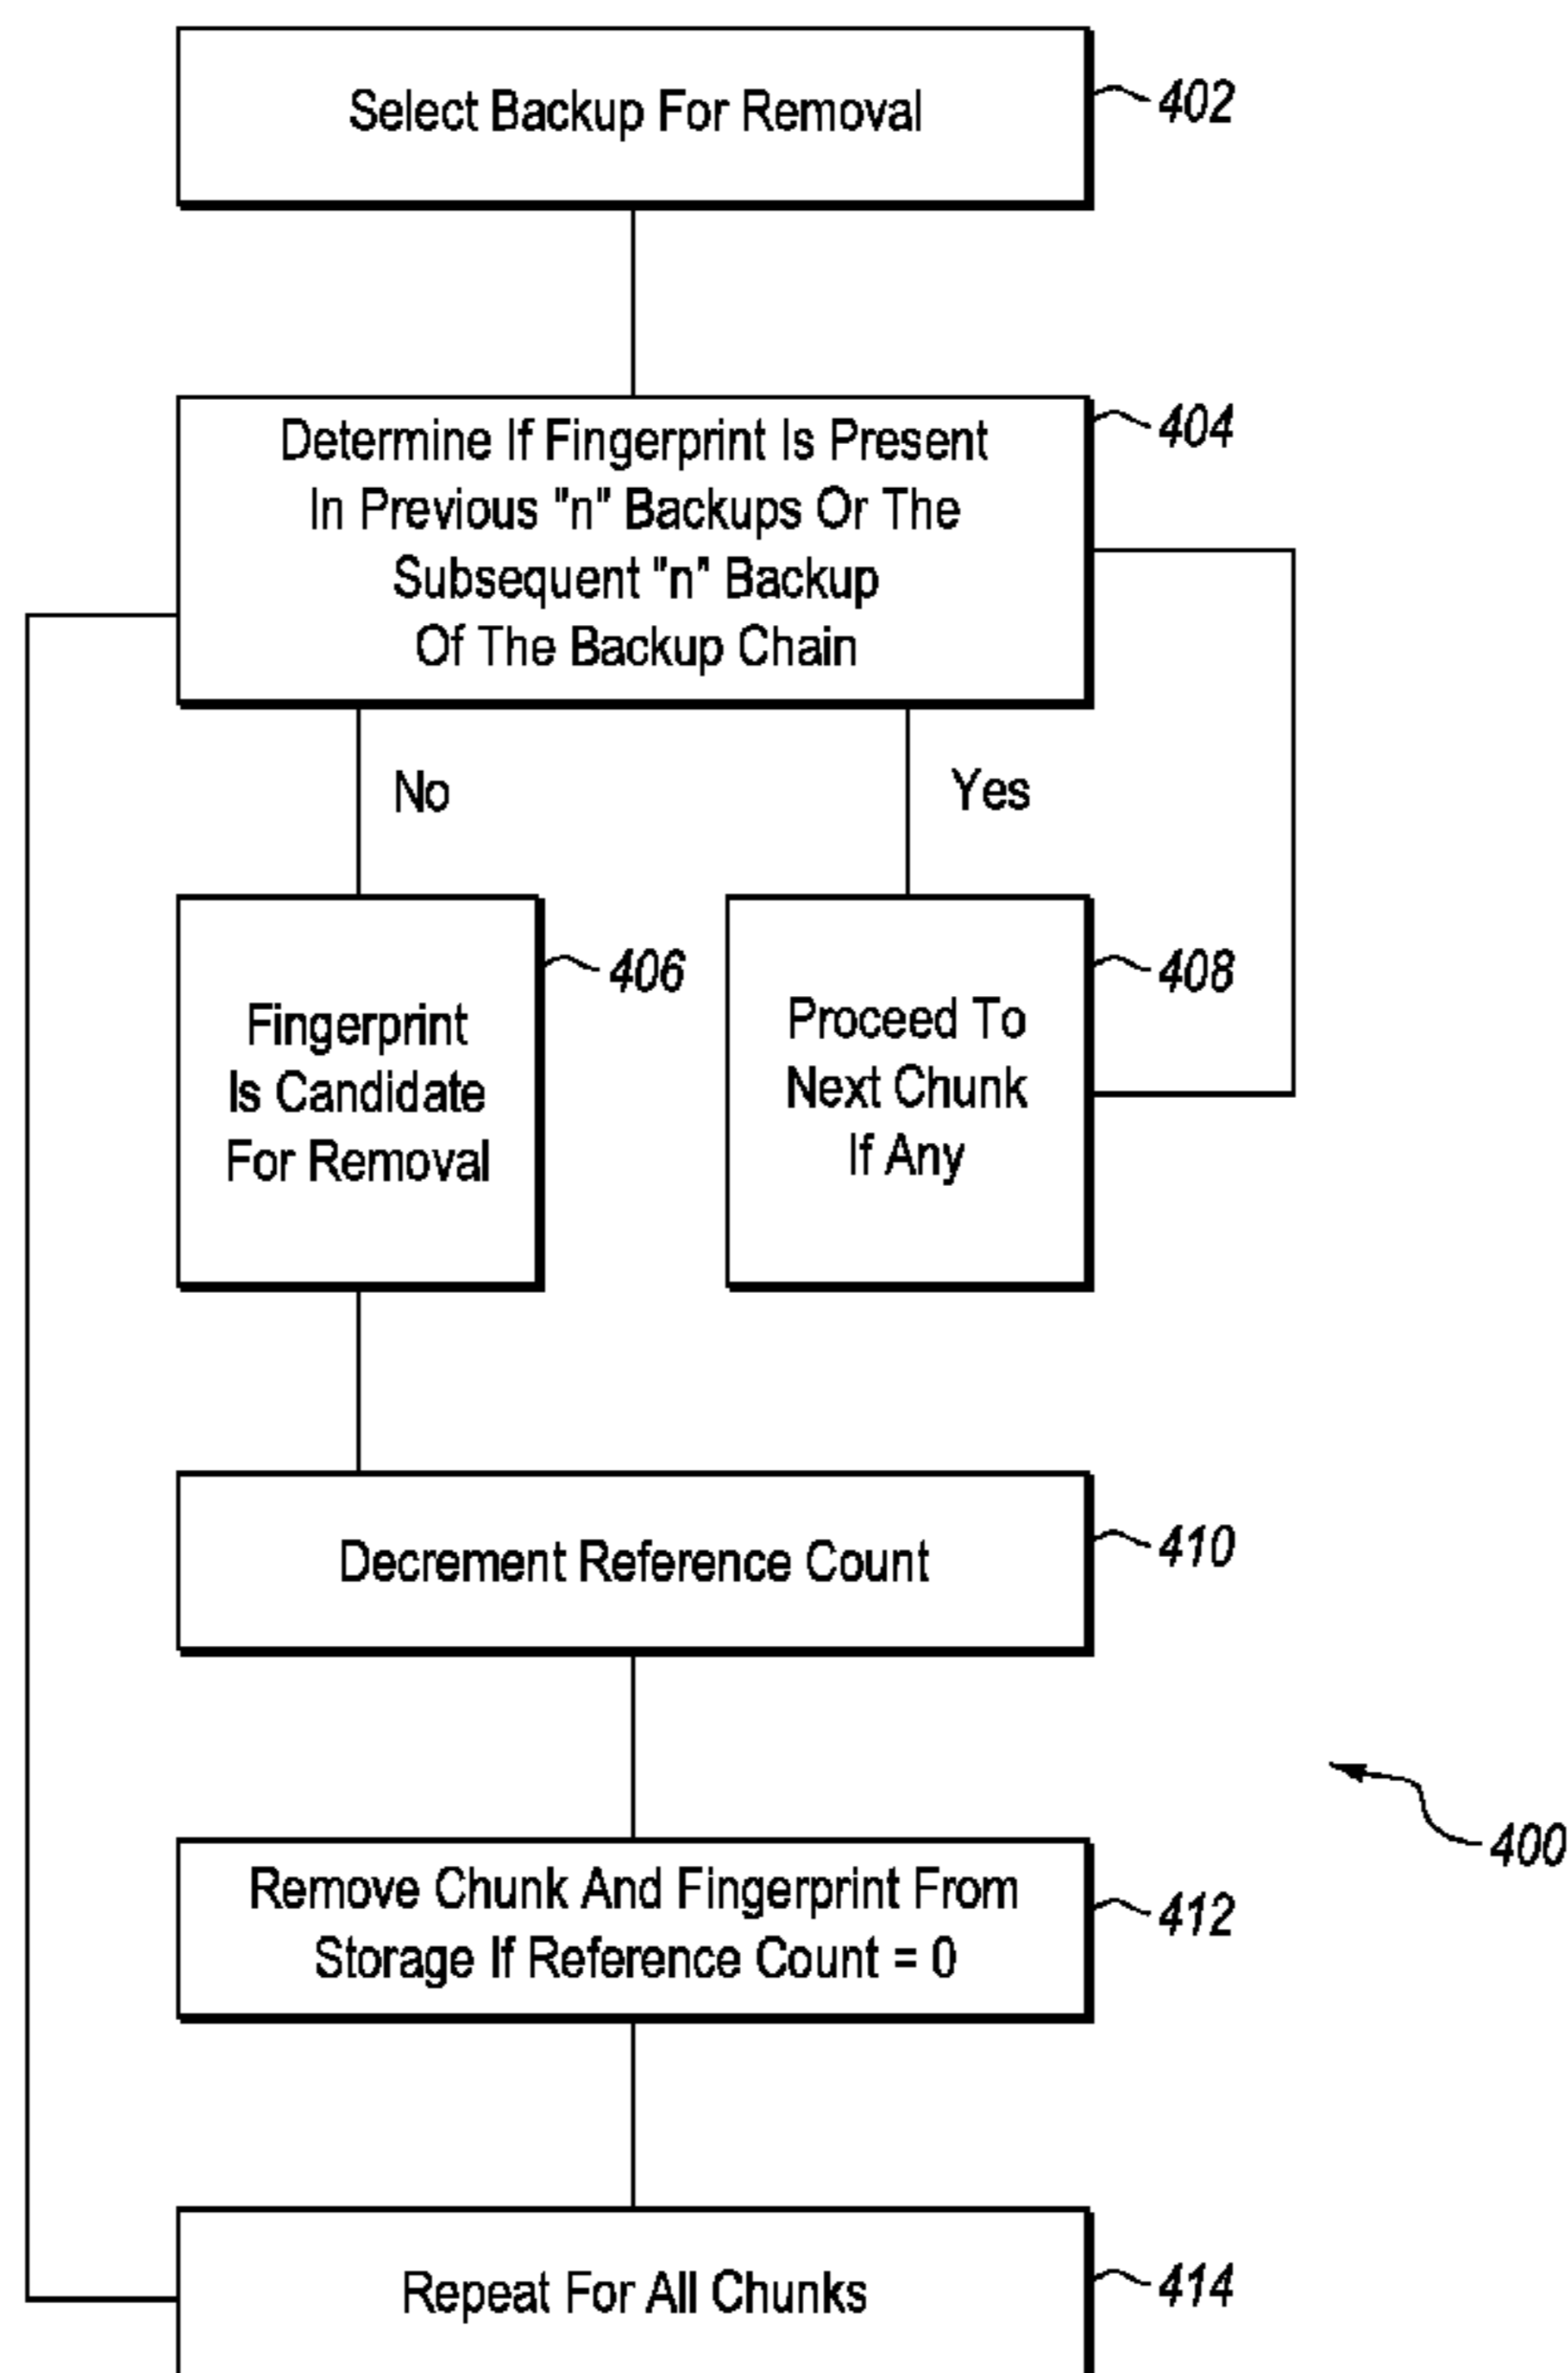 Select Backup For Removal
402
Determine If Fingerprint Is Present
In Previous "n" Backups Or The
Subsequent "n" Backup
Of The Backup Chain
404
No
Yes
Fingerprint
Is Candidate
For Removal
406
Proceed To
Next Chunk
If Any
408
Decrement Reference Count
410
Remove Chunk And Fingerprint From
Storage If Reference Count = 0
412
400
Repeat For All Chunks
414